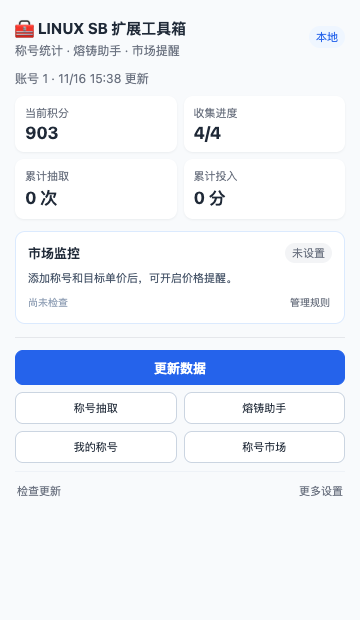 🧰 LINUX SB 扩展工具箱
本地
称号统计 · 熔铸助手 · 市场提醒
账号 1 · 11/16 15:38 更新
当前积分
903
收集进度
4/4
累计抽取
0 次
累计投入
0 分
市场监控
未设置
添加称号和目标单价后，可开启价格提醒。
尚未检查
管理规则
更新数据
称号抽取
熔铸助手
我的称号
称号市场
检查更新
更多设置